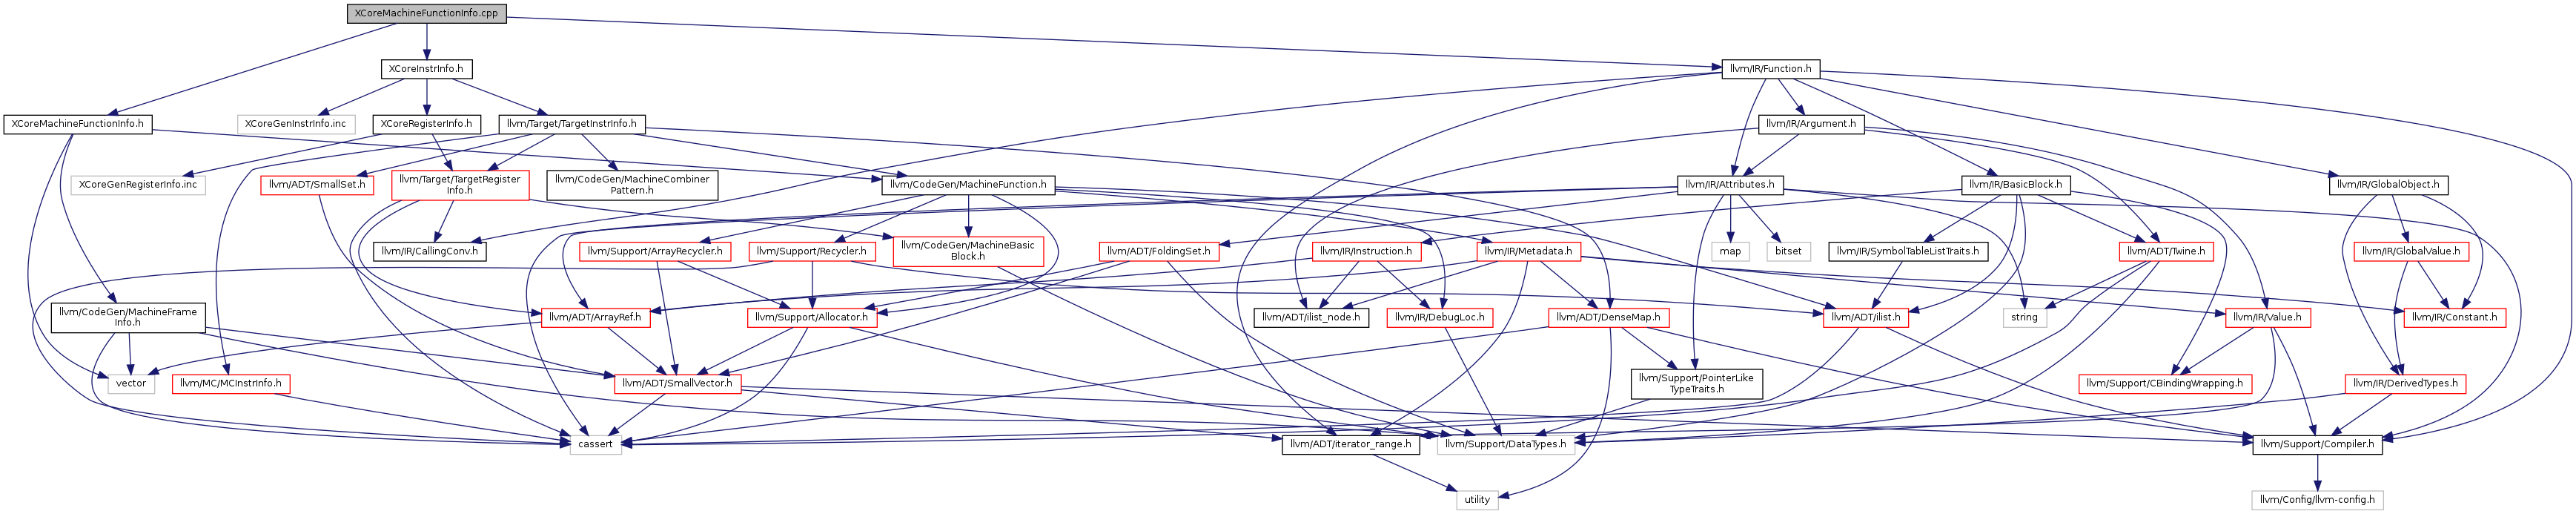 XCoreMachineFunctionInfo.cpp
XCoreInstrInfo.h
llvm/IR/Function.h
XCoreMachineFunctionInfo.h
XCoreGenInstrInfo.inc
XCoreRegisterInfo.h
llvm/Target/TargetInstrInfo.h
llvm/IR/Argument.h
XCoreGenRegisterInfo.inc
llvm/ADT/SmallSet.h
llvm/Target/TargetRegister
Info.h
llvm/CodeGen/MachineCombiner
Pattern.h
llvm/CodeGen/MachineFunction.h
llvm/IR/Attributes.h
llvm/IR/BasicBlock.h
llvm/IR/GlobalObject.h
llvm/IR/CallingConv.h
llvm/Support/ArrayRecycler.h
llvm/Support/Recycler.h
llvm/CodeGen/MachineBasic
Block.h
llvm/ADT/FoldingSet.h
llvm/IR/Instruction.h
llvm/IR/Metadata.h
map
bitset
llvm/IR/SymbolTableListTraits.h
llvm/ADT/Twine.h
llvm/IR/GlobalValue.h
llvm/CodeGen/MachineFrame
Info.h
llvm/ADT/ArrayRef.h
llvm/Support/Allocator.h
llvm/ADT/ilist_node.h
llvm/IR/DebugLoc.h
llvm/ADT/DenseMap.h
llvm/ADT/ilist.h
string
llvm/IR/Value.h
llvm/IR/Constant.h
vector
llvm/MC/MCInstrInfo.h
llvm/ADT/SmallVector.h
llvm/Support/PointerLike
TypeTraits.h
llvm/Support/CBindingWrapping.h
llvm/IR/DerivedTypes.h
cassert
llvm/ADT/iterator_range.h
llvm/Support/DataTypes.h
llvm/Support/Compiler.h
utility
llvm/Config/llvm-config.h